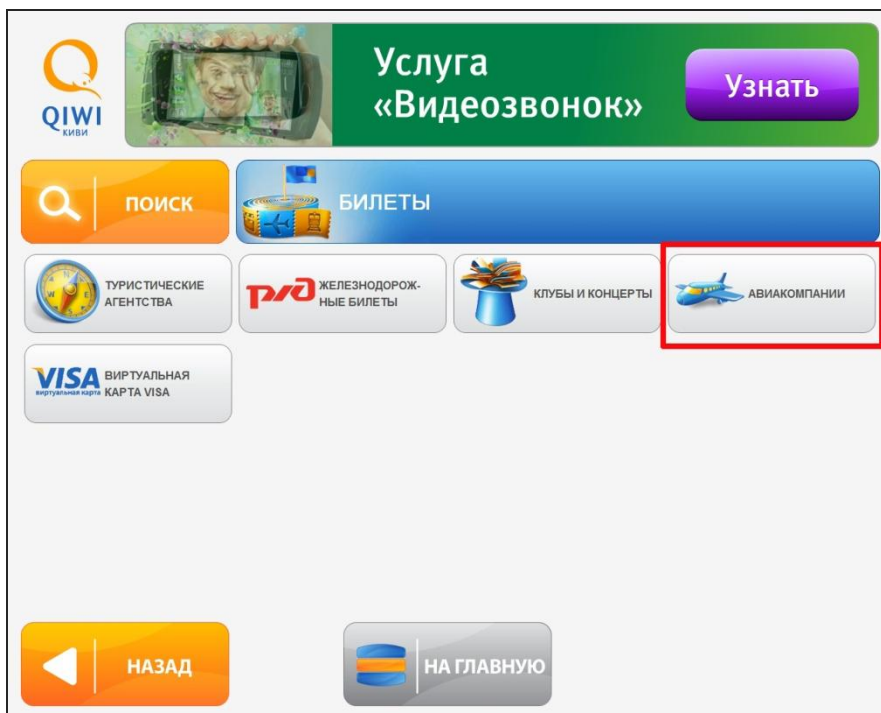 Услуга
«Видеозвонок»
Узнать
QIWI
КИВИ
ПОИСК
БИЛЕТЫ
ТУРИСТИЧЕСКИЕ
АГЕНТСТВА
РЖД
ЖЕЛЕЗНОДОРОЖ-
НЫЕ БИЛЕТЫ
КЛУБЫ И КОНЦЕРТЫ
АВИАКОМПАНИИ
VISA
виртуальная карта
ВИРТУАЛЬНАЯ
КАРТА VISA
НАЗАД
НА ГЛАВНУЮ